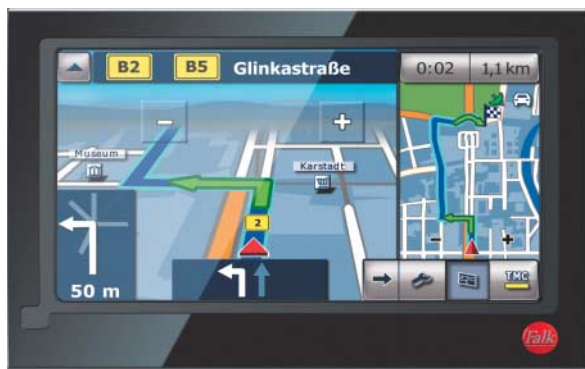 B2 B5 Glinkastraße
0:02 1,1 km
- +
Museum
Karstadt
2
- +
50 m
TMC
Falk